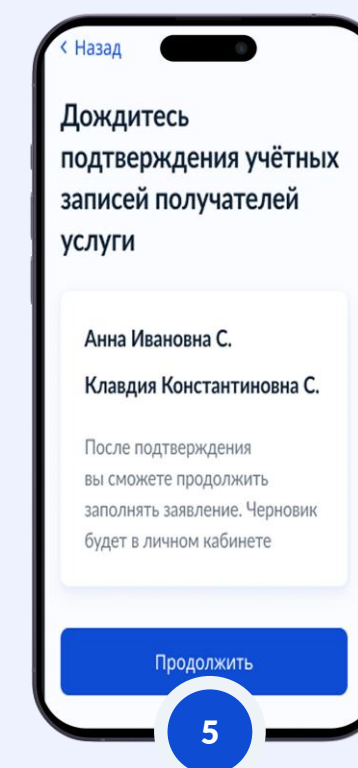 Назад
Дождитесь
подтверждения учётных
записей получателей
услуги
Анна Ивановна С.
Клавдия Константиновна С.
После подтверждения
вы сможете продолжить
заполнять заявление. Черновик
будет в личном кабинете
Продолжить
5